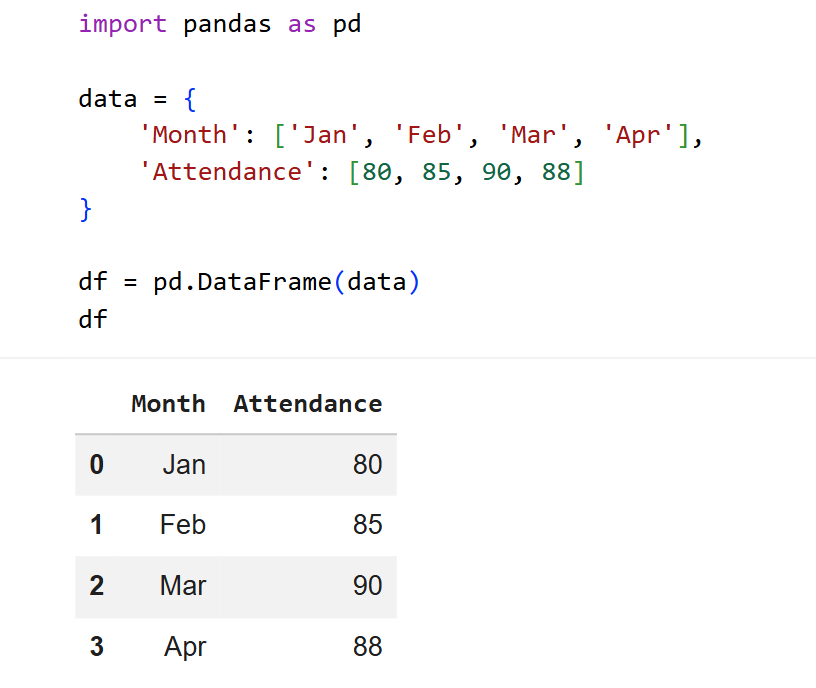 import pandas as pd
data = {
    'Month': ['Jan', 'Feb', 'Mar', 'Apr'],
    'Attendance': [80, 85, 90, 88]
}
df = pd.DataFrame(data)
df
Month Attendance
0 Jan 80
1 Feb 85
2 Mar 90
3 Apr 88